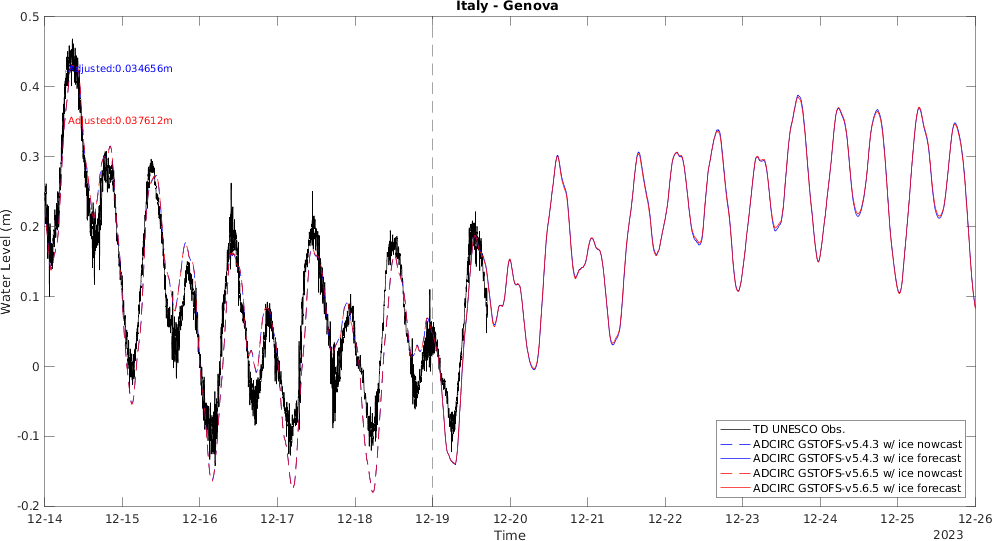 Italy - Genova
0.5
0.4
0.3
0.2
0.1
0
-0.1
-0.2
Water Level (m)
Adjusted:0.034656m
Adjusted:0.037612m
TD UNESCO Obs.
ADCIRC GSTOFS-v5.4.3 w/ ice nowcast
ADCIRC GSTOFS-v5.4.3 w/ ice forecast
ADCIRC GSTOFS-v5.6.5 w/ ice nowcast
ADCIRC GSTOFS-v5.6.5 w/ ice forecast
12-14 12-15 12-16 12-17 12-18 12-19 12-20 12-21 12-22 12-23 12-24 12-25 12-26
Time
2023